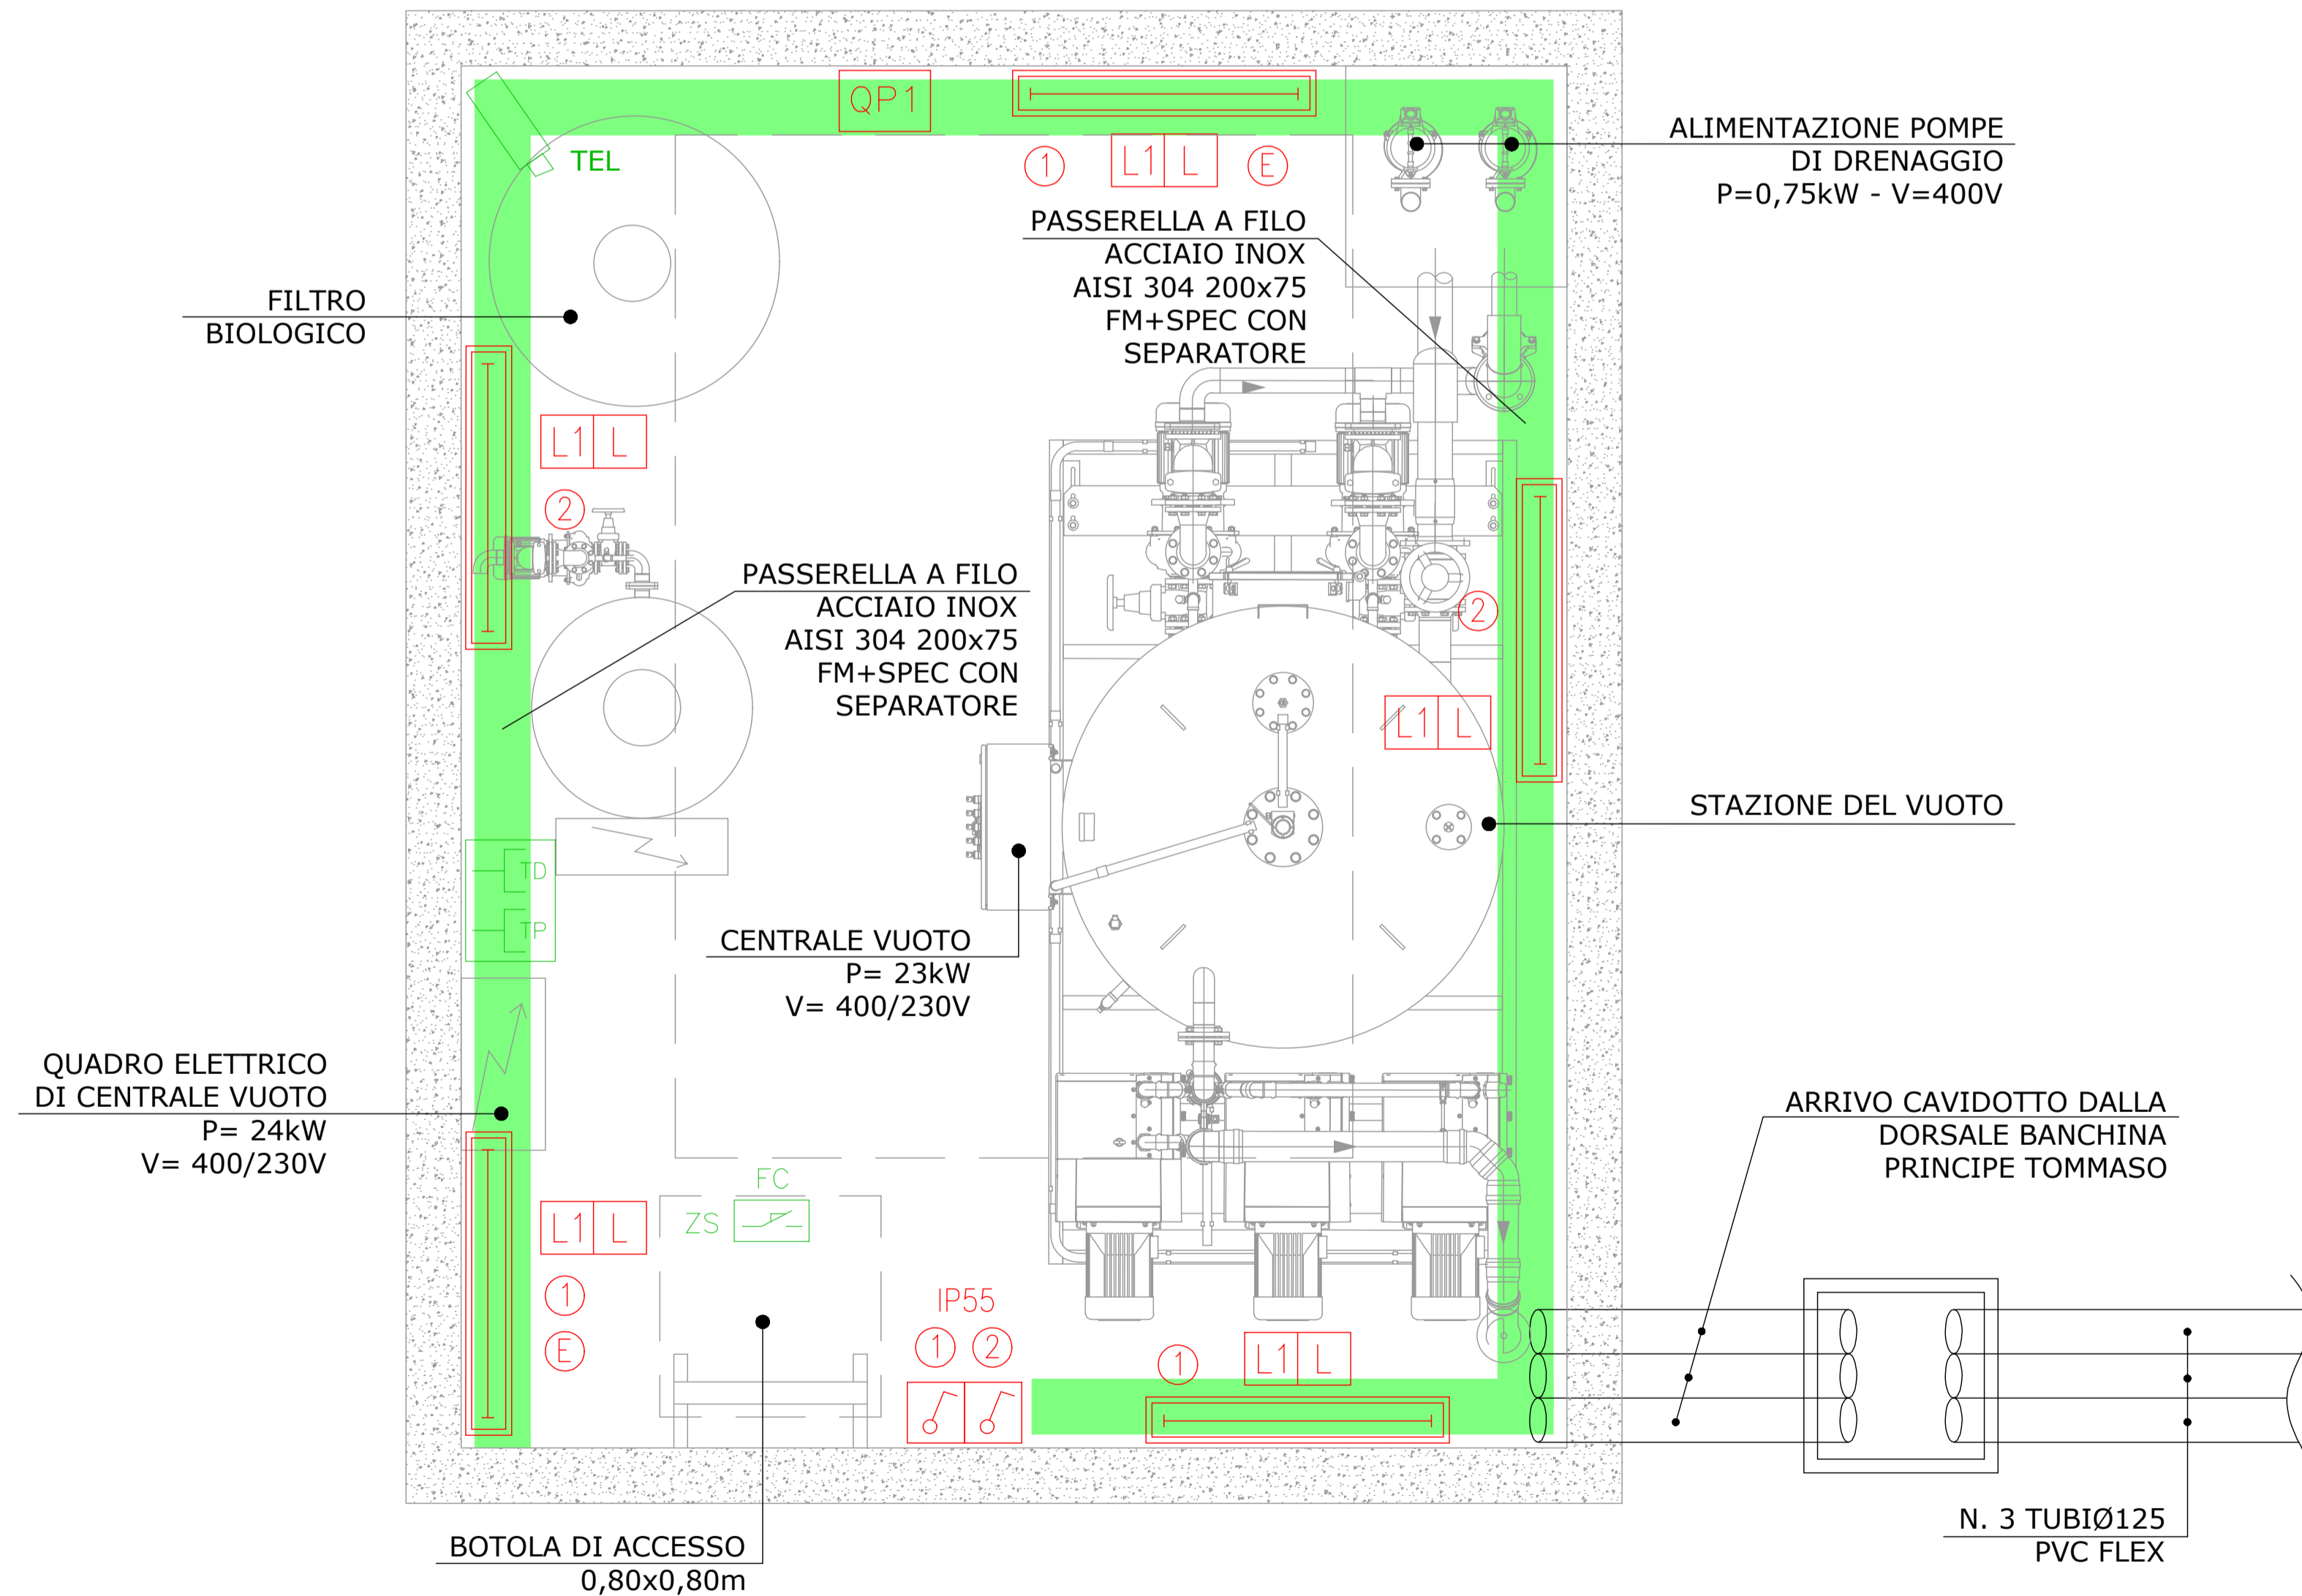 QP1
TEL
1
L1 L
E
ALIMENTAZIONE POMPE
DI DRENAGGIO
P=0,75kW - V=400V
PASSERELLA A FILO
ACCIAIO INOX
AISI 304 200x75
FM+SPEC CON
SEPARATORE
FILTRO
BIOLOGICO
L1 L
2
PASSERELLA A FILO
ACCIAIO INOX
AISI 304 200x75
FM+SPEC CON
SEPARATORE
2
L1 L
STAZIONE DEL VUOTO
TD
TP
CENTRALE VUOTO
P= 23kW
V= 400/230V
QUADRO ELETTRICO
DI CENTRALE VUOTO
P= 24kW
V= 400/230V
ARRIVO CAVIDOTTO DALLA
DORSALE BANCHINA
PRINCIPE TOMMASO
FC
ZS
L1 L
1
E
IP55
1 2
1
L1 L
N. 3 TUBIØ125
PVC FLEX
BOTOLA DI ACCESSO
0,80x0,80m